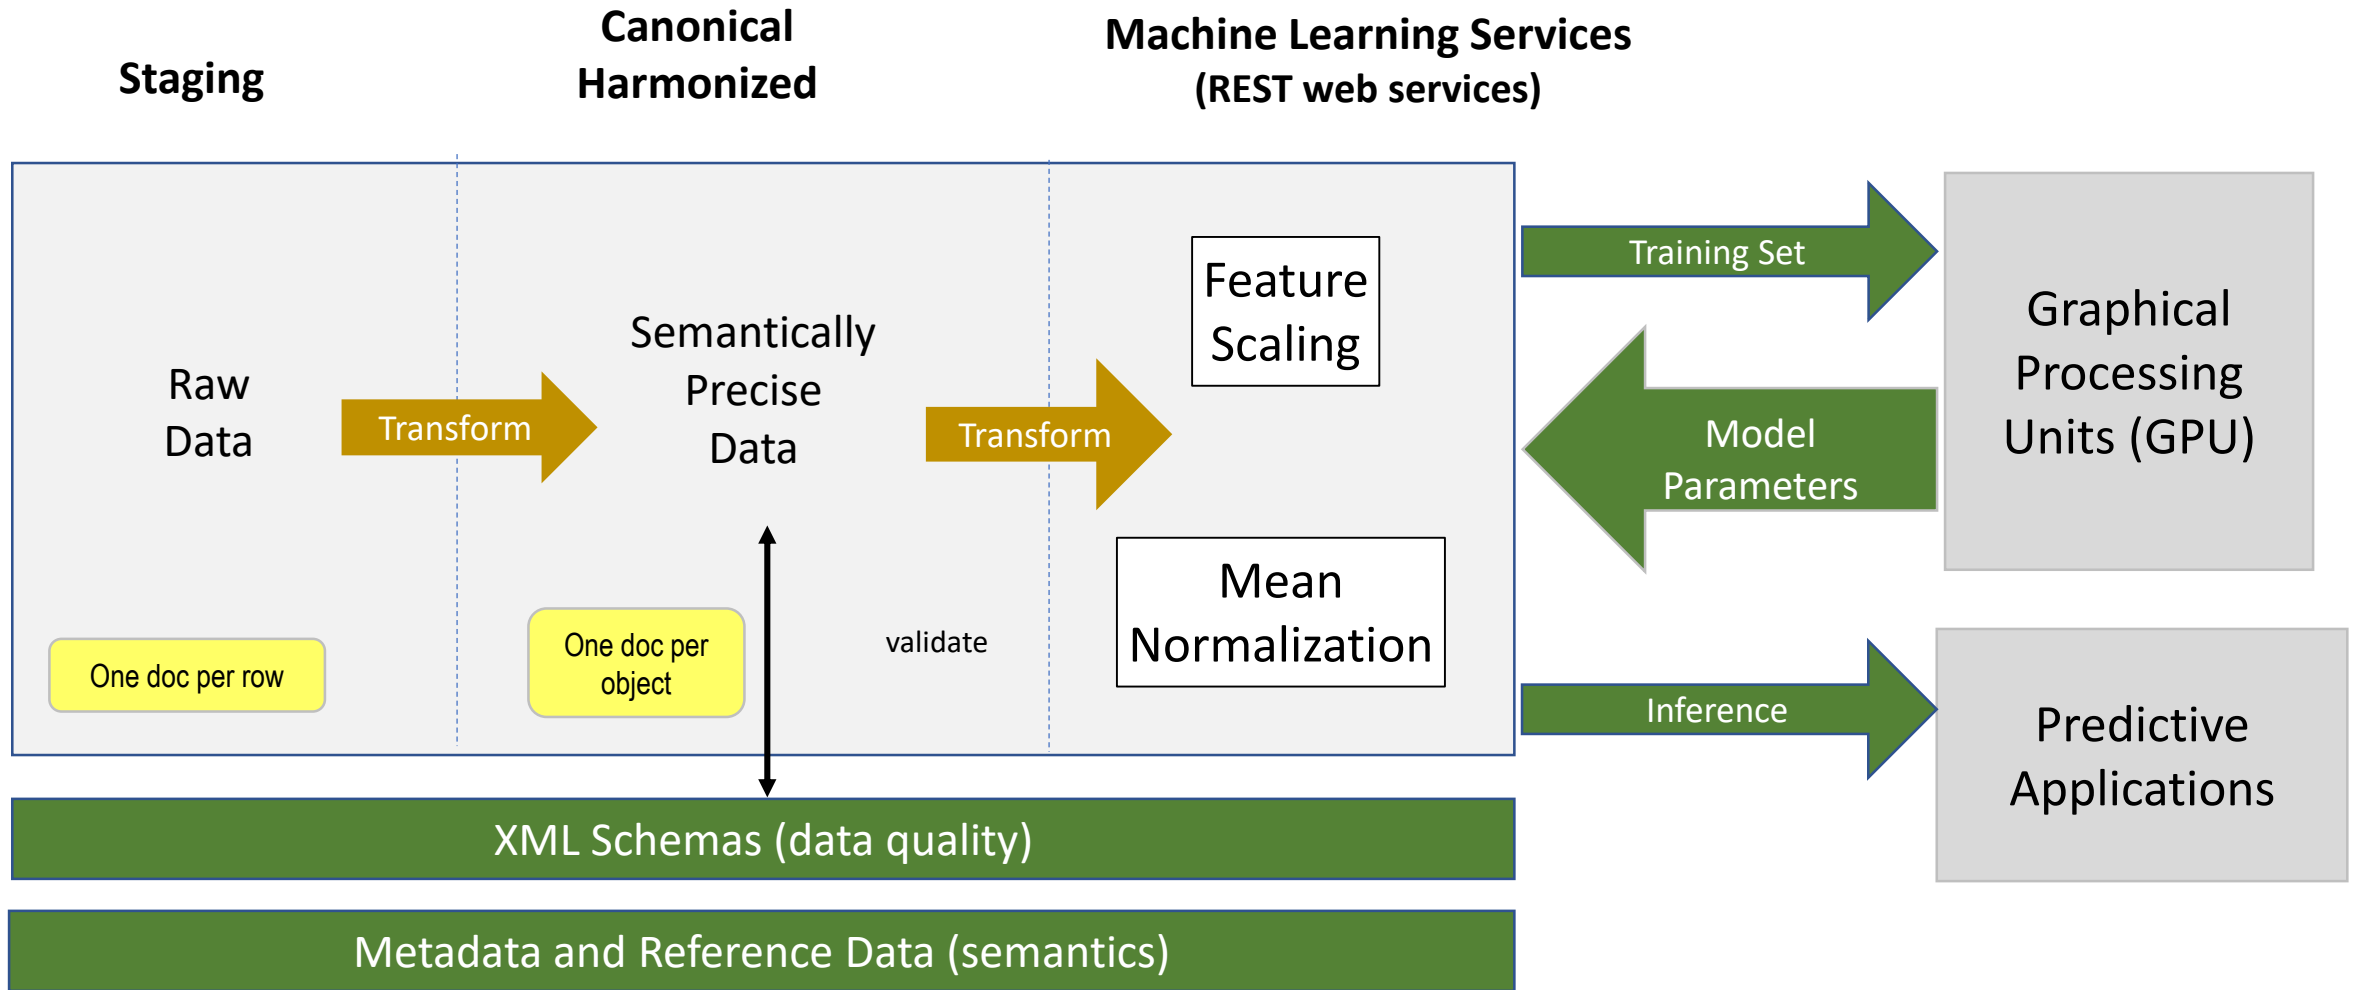 Staging
Canonical
Harmonized
Machine Learning Services
(REST web services)
Raw
Data
Transform
Semantically
Precise
Data
Transform
Feature
Scaling
Mean
Normalization
One doc per row
One doc per
object
validate
Training Set
Model
Parameters
Inference
Graphical
Processing
Units (GPU)
Predictive
Applications
XML Schemas (data quality)
Metadata and Reference Data (semantics)